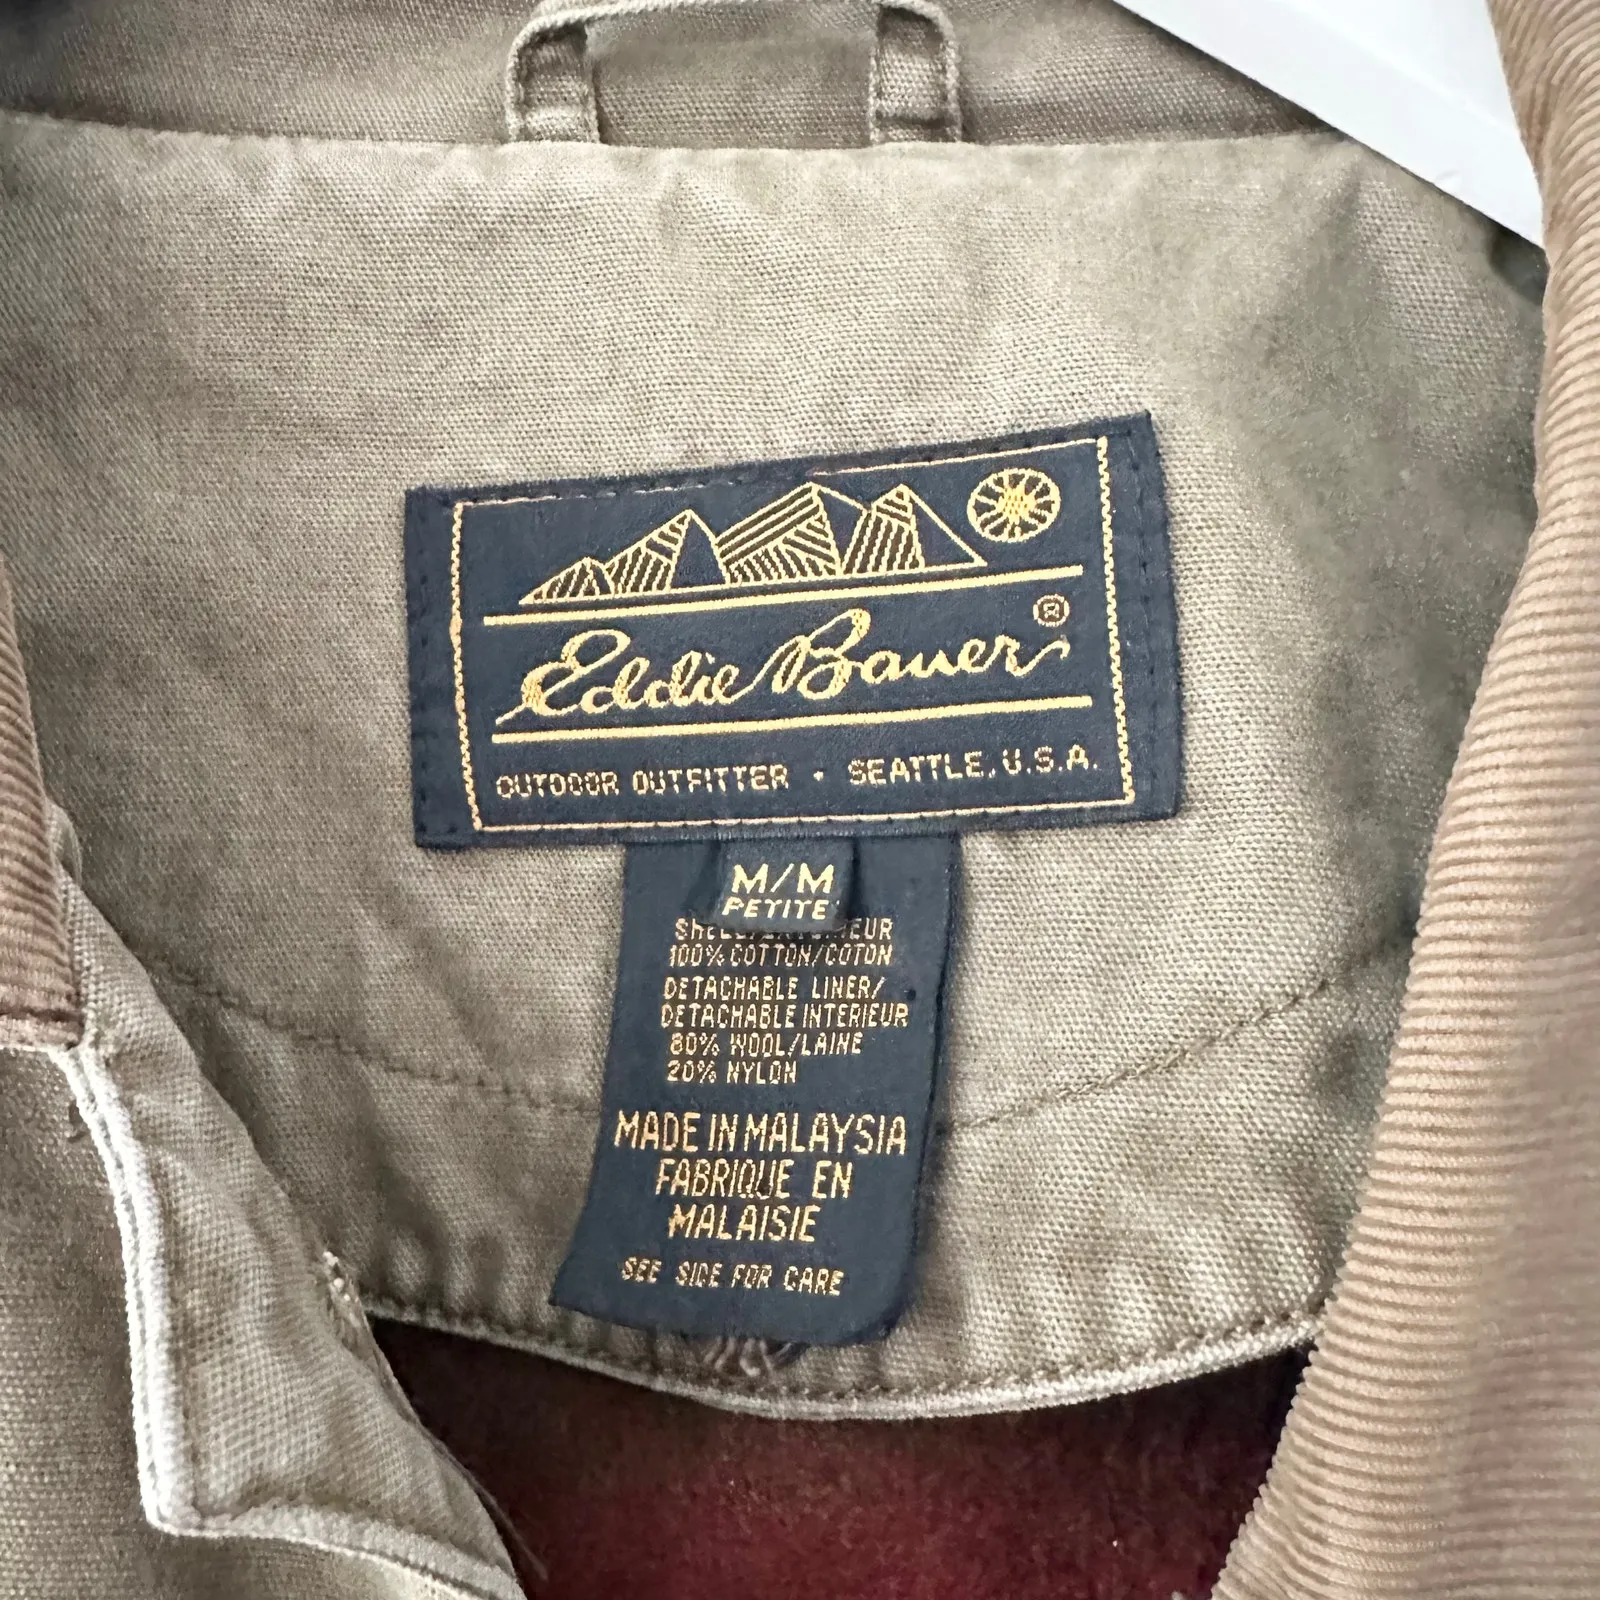 Eddie Bauer®
OUTDOOR OUTFITTER • SEATTLE, U.S.A.
M/M
PETITE
100% COTTON/COTON
DETACHABLE LINER/
DETACHABLE INTERIEUR
80% WOOL/LAINE
20% NYLON
MADE IN MALAYSIA
FABRIQUE EN
MALAISIE
SEE SIDE FOR CARE